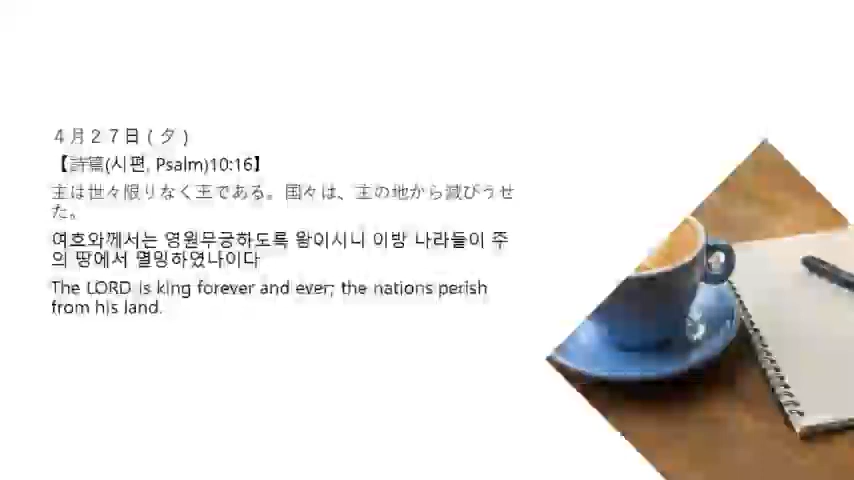 4月27日(夕)
【詩篇(시편, Psalm)10:16】
主は世々限りなく王である。国々は、主の地から滅びうせ
た。
여호와께서는 영원무궁하도록 왕이시니 이방 나라들이 주
의 땅에서 멸망하였나이다
The LORD is king forever and ever; the nations perish
from his land.